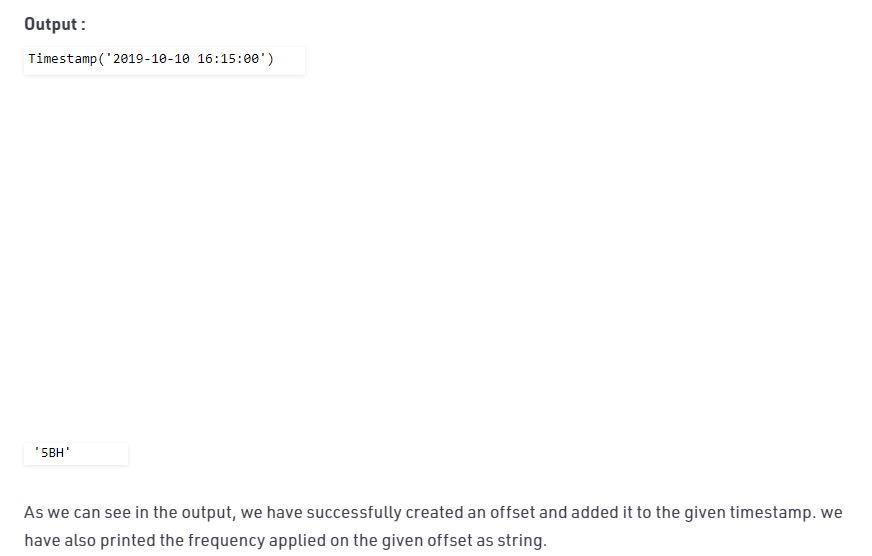 Output :
Timestamp('2019-10-10 16:15:00')
'5BH'
As we can see in the output, we have successfully created an offset and added it to the given timestamp. we
have also printed the frequency applied on the given offset as string.